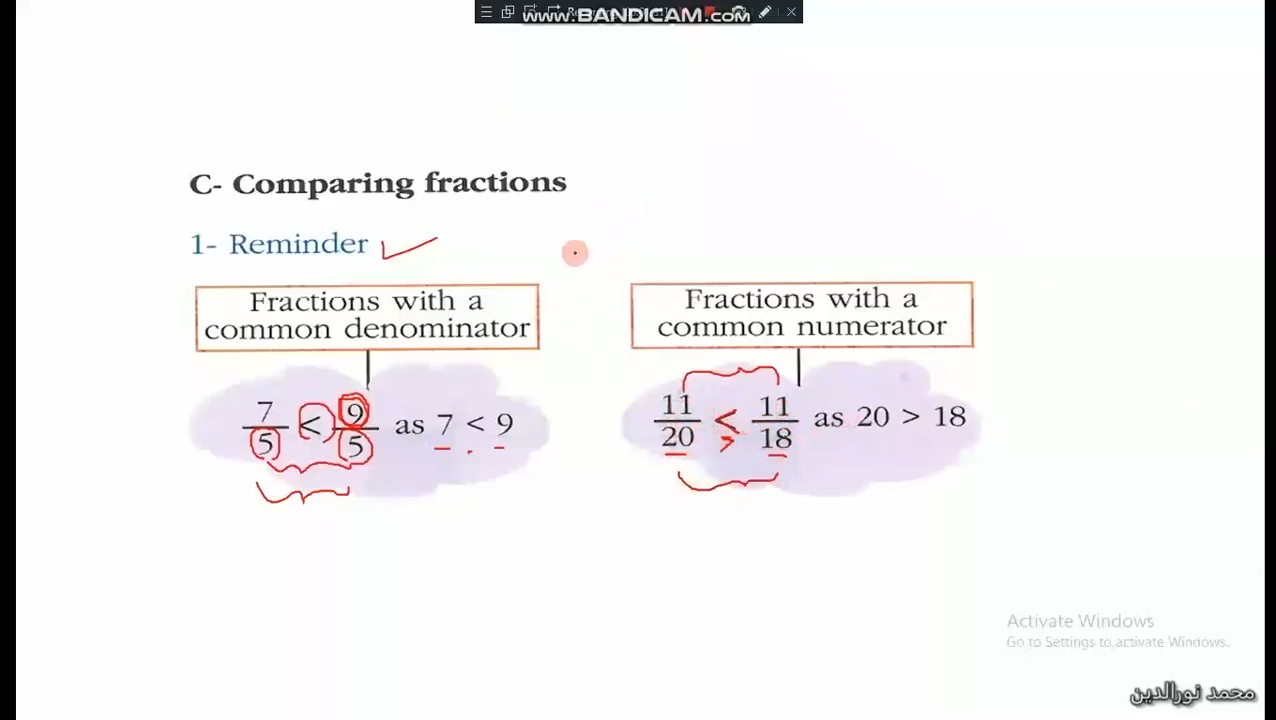 www.BANDICAM.com
C- Comparing fractions
1- Reminder
Fractions with a
common denominator
Fractions with a
common numerator
7/5 < 9/5 as 7 < 9
11/20 < 11/18 as 20 > 18
>
Activate Windows
Go to Settings to activate Windows.
محمد نورالدين